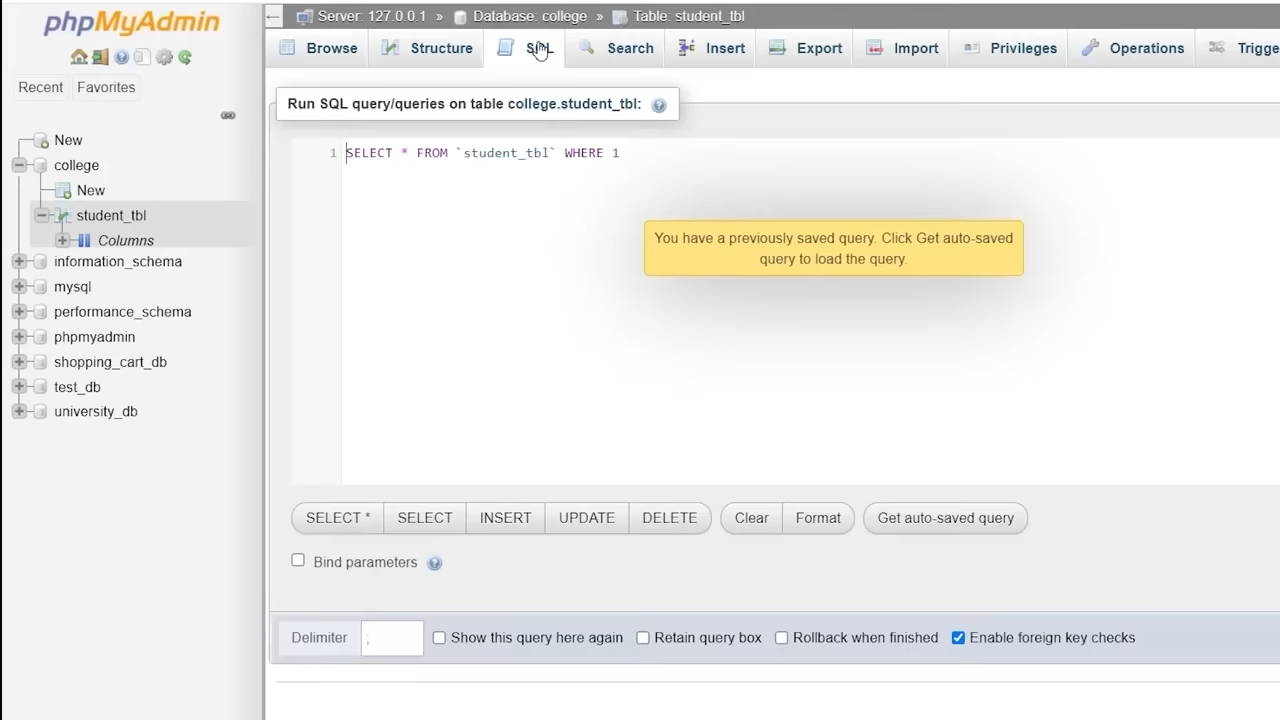 phpMyAdmin
Recent Favorites
New
college
New
student_tbl
Columns
information_schema
mysql
performance_schema
phpmyadmin
shopping_cart_db
test_db
university_db
Server: 127.0.0.1 » Database: college » Table: student_tbl
Browse Structure SQL Search Insert Export Import Privileges Operations Trigge
Run SQL query/queries on table college.student_tbl:
1 SELECT * FROM `student_tbl` WHERE 1
You have a previously saved query. Click Get auto-saved
query to load the query.
SELECT * SELECT INSERT UPDATE DELETE Clear Format Get auto-saved query
Bind parameters
Delimiter ; Show this query here again Retain query box Rollback when finished Enable foreign key checks